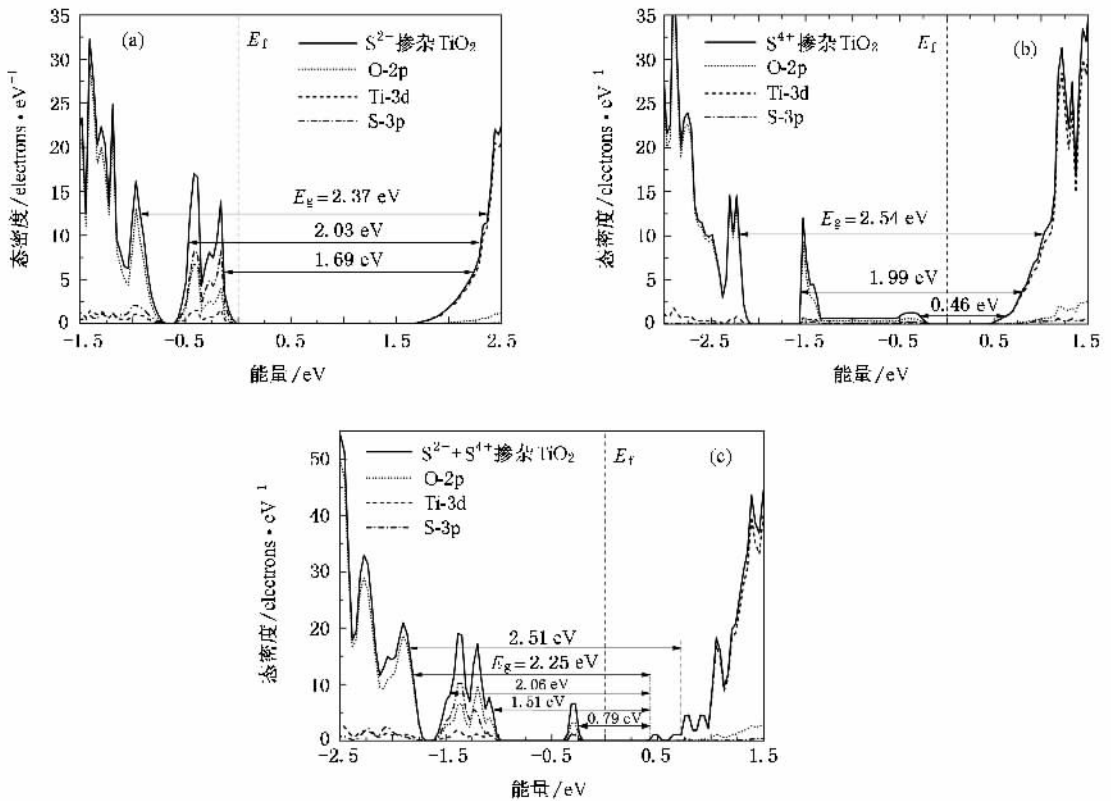 (a)
E_f
S²⁻掺杂TiO₂
O-2p
Ti-3d
S-3p
E_g=2.37 eV
2.03 eV
1.69 eV
态密度/electrons·eV⁻¹
35
30
25
20
15
10
5
0
-1.5
-0.5
0.5
1.5
2.5
能量/eV
(b)
E_f
S⁴⁺掺杂TiO₂
O-2p
Ti-3d
S-3p
E_g=2.54 eV
1.99 eV
0.46 eV
态密度/electrons·eV⁻¹
35
30
25
20
15
10
5
0
-2.5
-1.5
-0.5
0.5
1.5
能量/eV
(c)
E_f
S²⁻+S⁴⁺掺杂TiO₂
O-2p
Ti-3d
S-3p
2.51 eV
E_g=2.25 eV
2.06 eV
1.51 eV
0.79 eV
态密度/electrons·eV⁻¹
50
40
30
20
10
0
-2.5
-1.5
-0.5
0.5
1.5
能量/eV